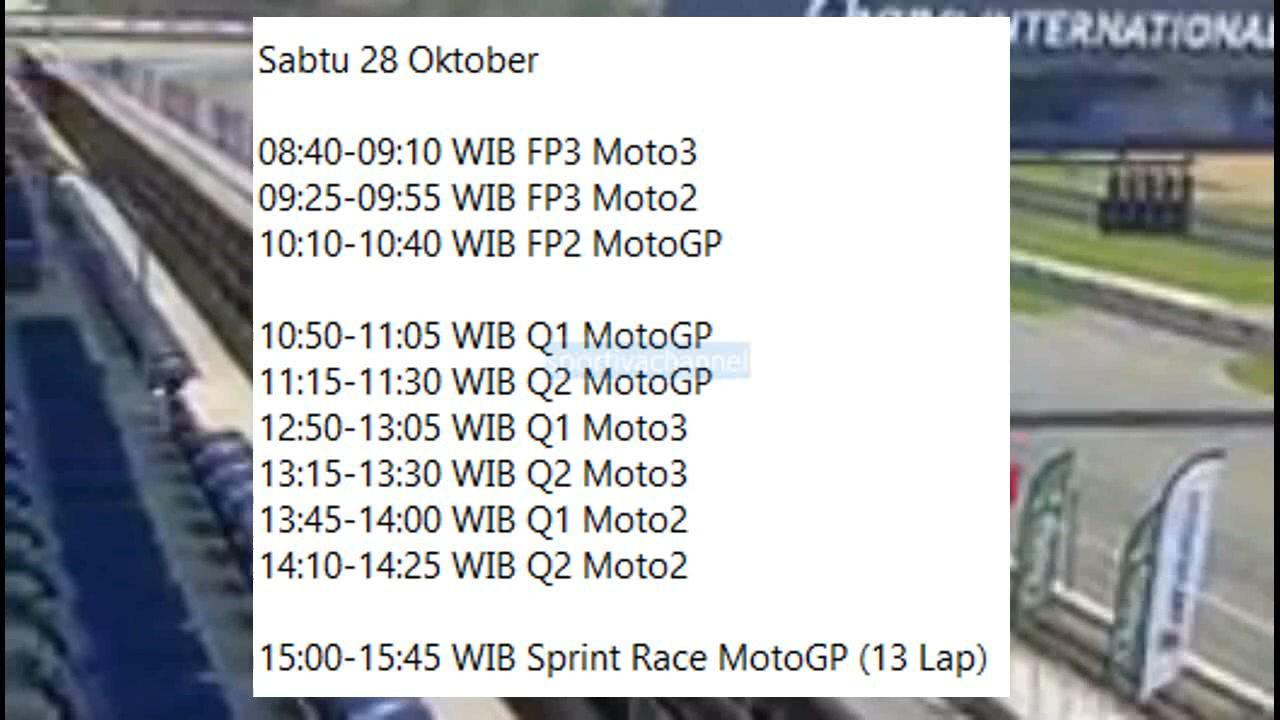 INTERNATIONAL
Sabtu 28 Oktober
08:40-09:10 WIB FP3 Moto3
09:25-09:55 WIB FP3 Moto2
10:10-10:40 WIB FP2 MotoGP
10:50-11:05 WIB Q1 MotoGP
sportivachannel
11:15-11:30 WIB Q2 MotoGP
12:50-13:05 WIB Q1 Moto3
13:15-13:30 WIB Q2 Moto3
13:45-14:00 WIB Q1 Moto2
14:10-14:25 WIB Q2 Moto2
15:00-15:45 WIB Sprint Race MotoGP (13 Lap)